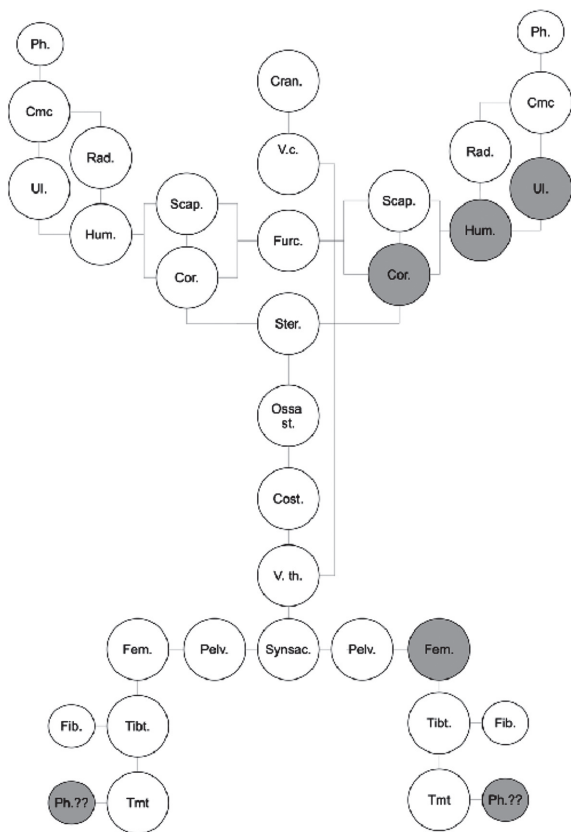 Ph.
Ph.
Cran.
Cmc
Cmc
V.c.
Rad.
Rad.
Ul.
Ul.
Scap.
Scap.
Hum.
Furc.
Hum.
Cor.
Cor.
Ster.
Ossa
st.
Cost.
V. th.
Fem.
Pelv.
Synsac.
Pelv.
Fem.
Fib.
Tibt.
Tibt.
Fib.
Ph.??
Tmt
Tmt
Ph.??